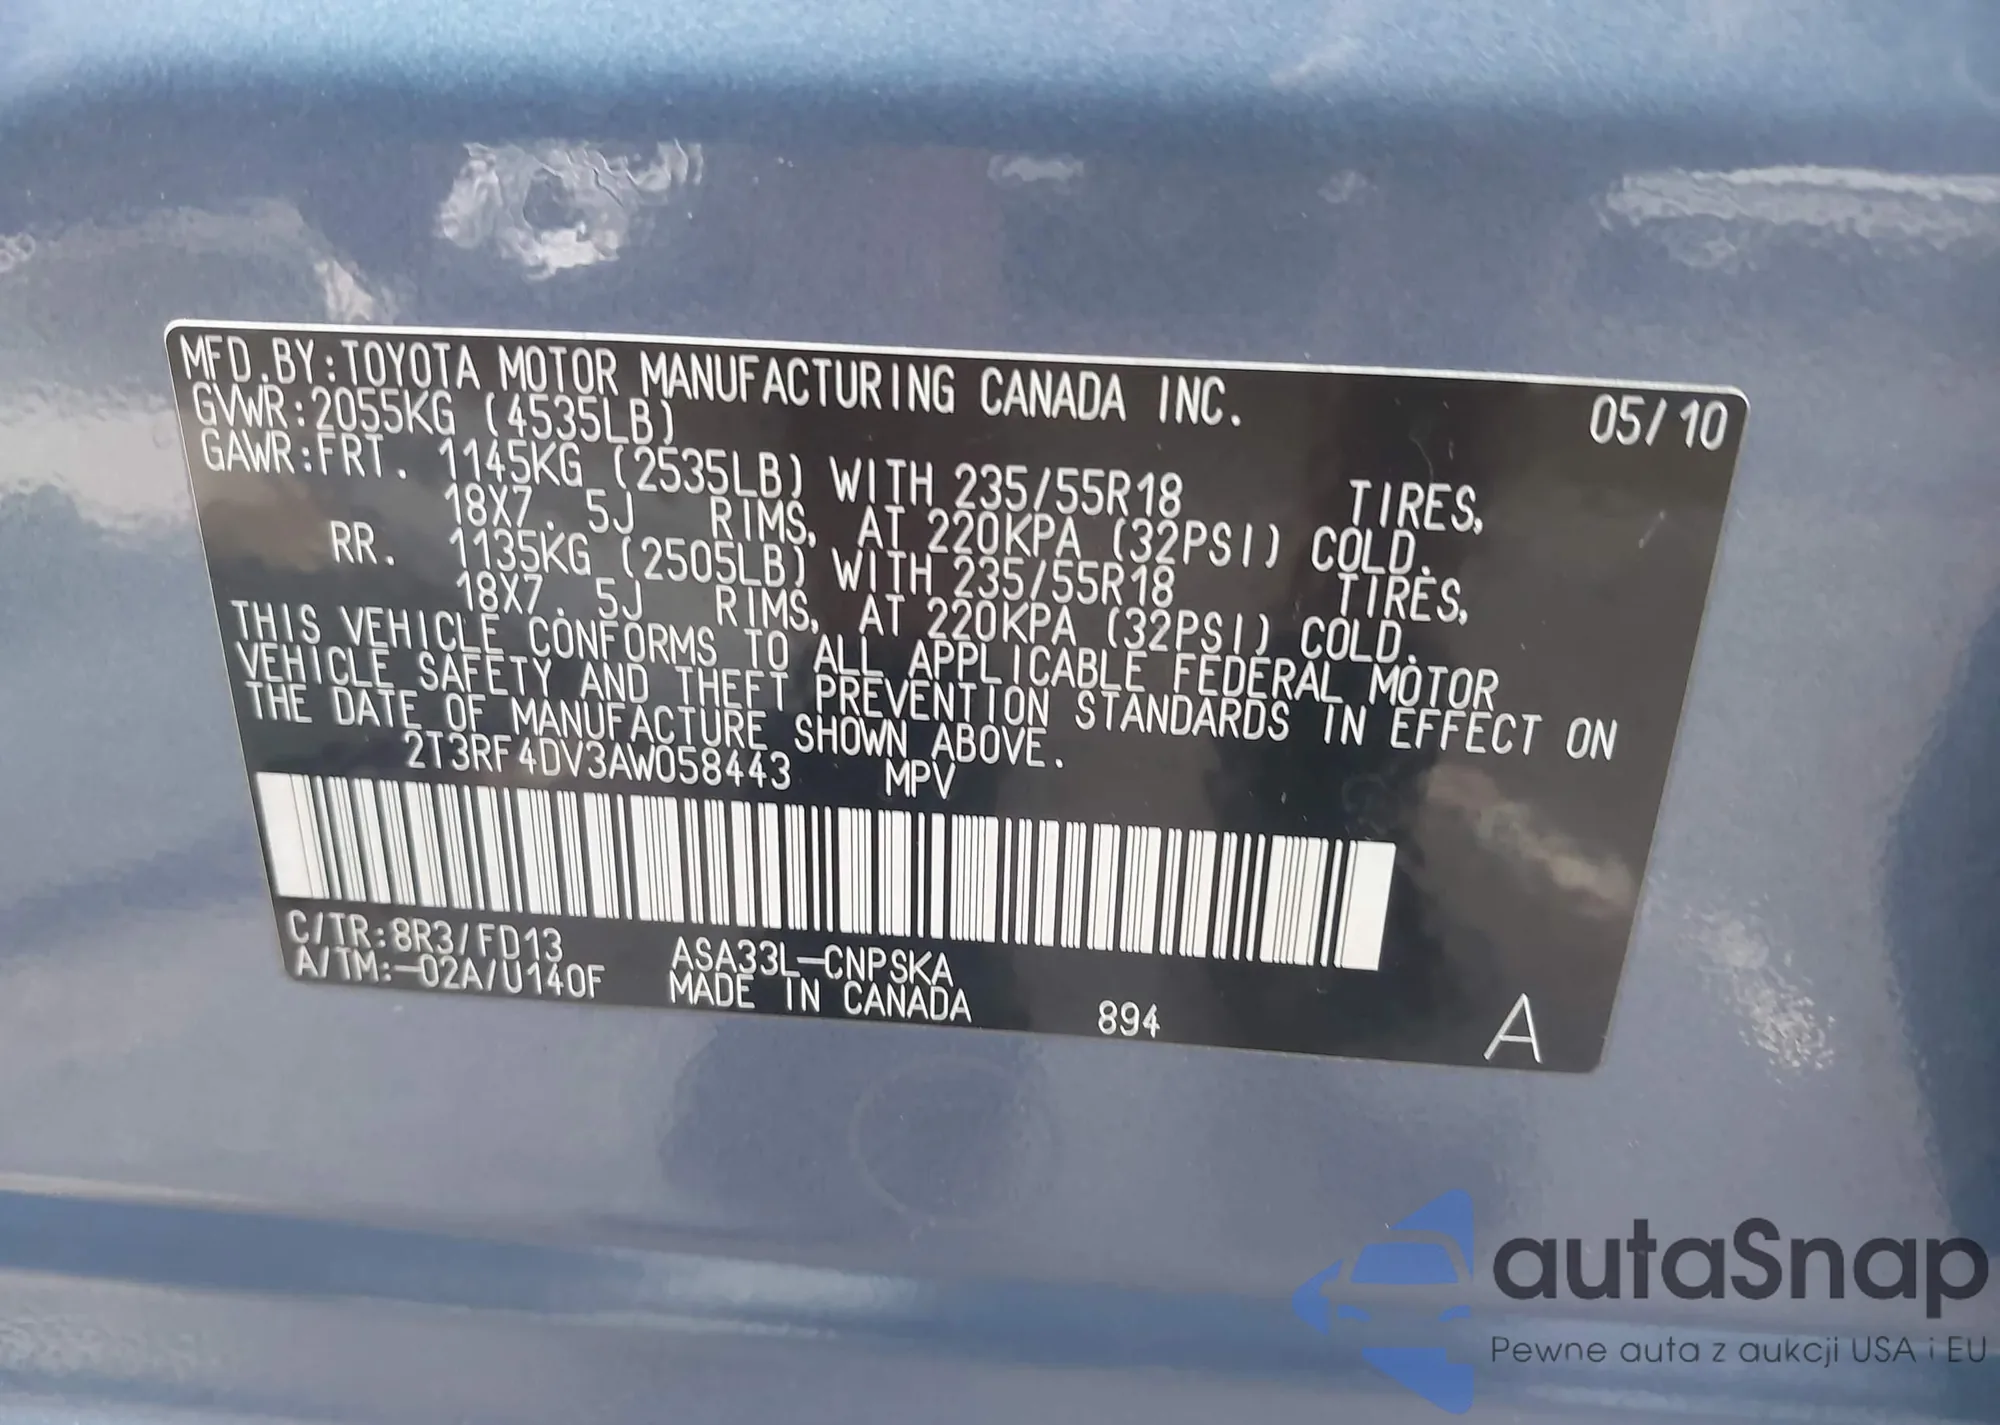 MFD.BY:TOYOTA MOTOR MANUFACTURING CANADA INC. 05/10
GVWR:2055KG (4535LB)
GAWR:FRT. 1145KG (2535LB) WITH 235/55R18 TIRES,
18X7.5J RIMS, AT 220KPA (32PSI) COLD.
RR. 1135KG (2505LB) WITH 235/55R18 TIRES,
18X7.5J RIMS, AT 220KPA (32PSI) COLD.
THIS VEHICLE CONFORMS TO ALL APPLICABLE FEDERAL MOTOR
VEHICLE SAFETY AND THEFT PREVENTION STANDARDS IN EFFECT ON
THE DATE OF MANUFACTURE SHOWN ABOVE.
2T3RF4DV3AW058443 MPV
C/TR:8R3/FD13 ASA33L-CNPSKA
A/TM:-02A/U140F MADE IN CANADA 894 A
autaSnap
Pewne auta z aukcji USA i EU